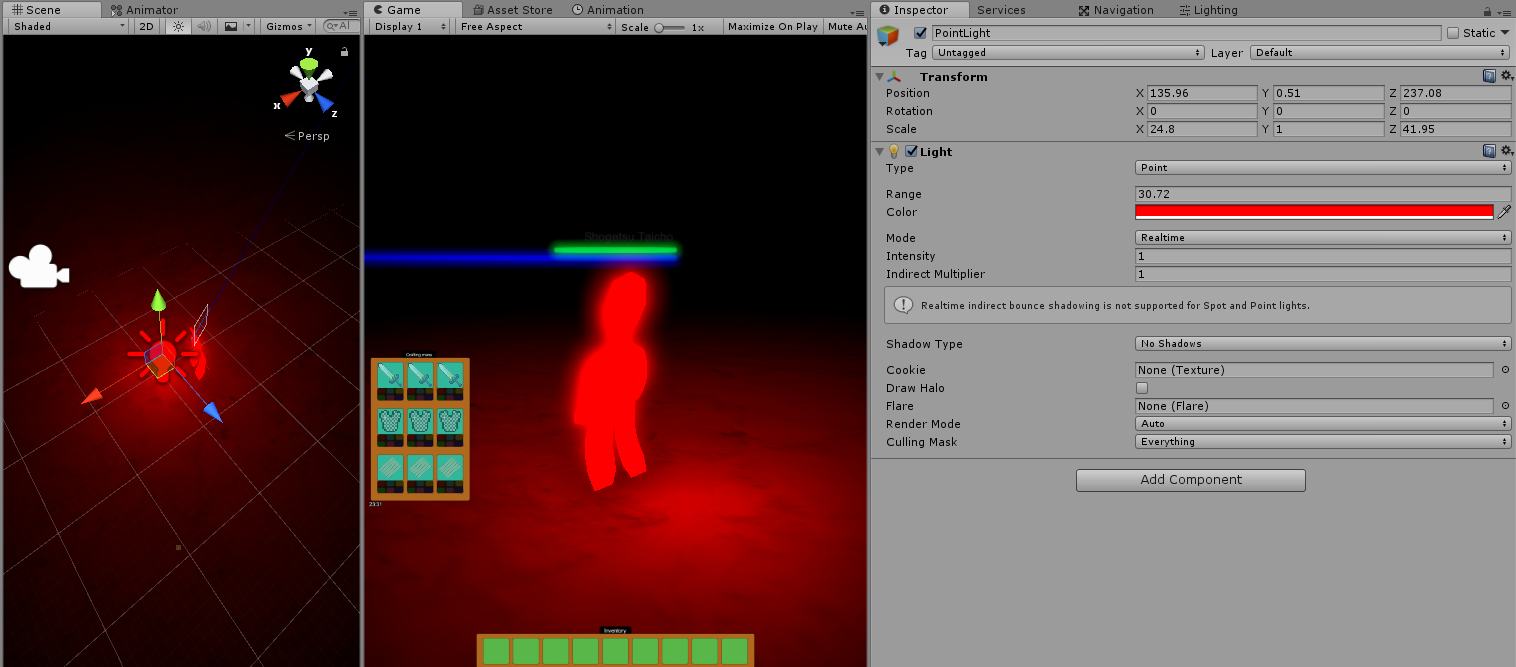 Scene Animator
Shaded 2D Gizmos All
y
x
z
Persp
Game Asset Store Animation
Display 1 Free Aspect Scale 1x Maximize On Play Mute Au
Shogetsu Taicho
Crafting menu
23:31
Inventory
Inspector Services Navigation Lighting
PointLight Static
Tag Untagged Layer Default
Transform
Position X 135.96 Y 0.51 Z 237.08
Rotation X 0 Y 0 Z 0
Scale X 24.8 Y 1 Z 41.95
Light
Type Point
Range 30.72
Color
Mode Realtime
Intensity 1
Indirect Multiplier 1
Realtime indirect bounce shadowing is not supported for Spot and Point lights.
Shadow Type No Shadows
Cookie None (Texture)
Draw Halo
Flare None (Flare)
Render Mode Auto
Culling Mask Everything
Add Component